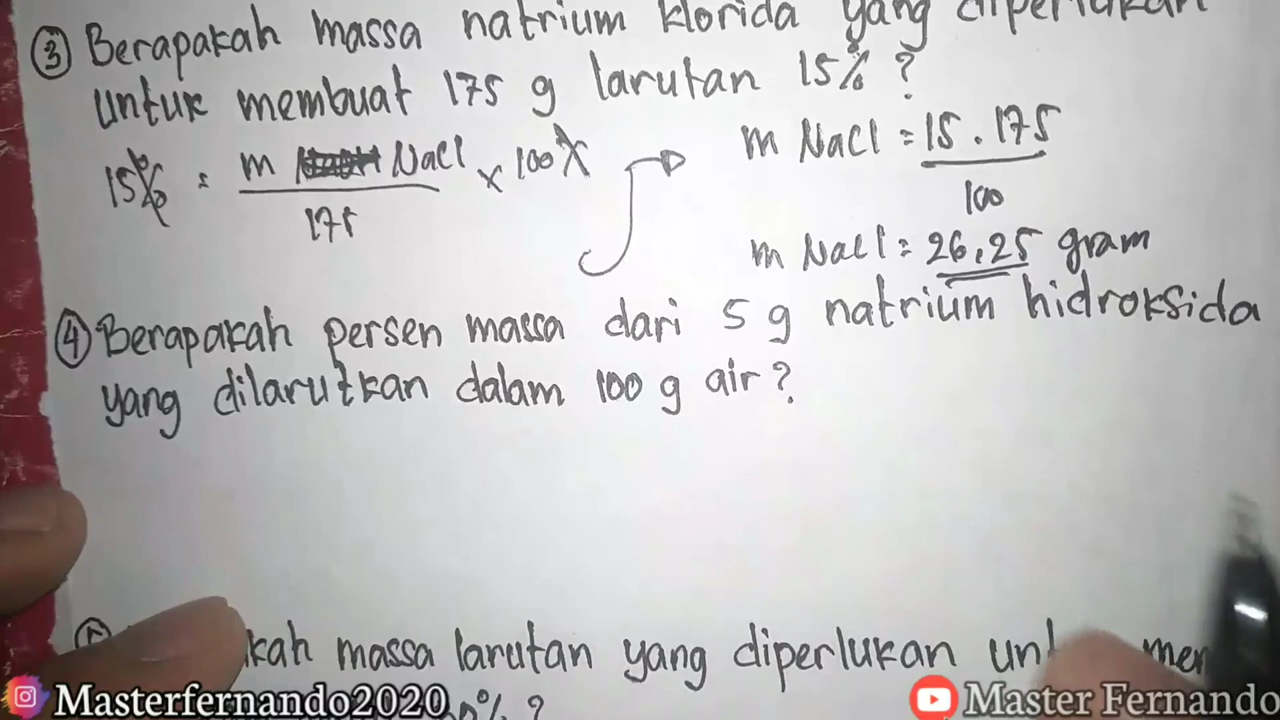 ③ Berapakah massa natrium klorida yang diperlukan
untuk membuat 175 g larutan 15% ?
15% = m NaCl / 175 × 100%
m NaCl = 15 . 175 / 100
m NaCl = 26,25 gram
④ Berapakah persen massa dari 5 g natrium hidroksida
yang dilarutkan dalam 100 g air ?
massa larutan yang diperlukan
% ?
Masterfernando2020
Master Fernando